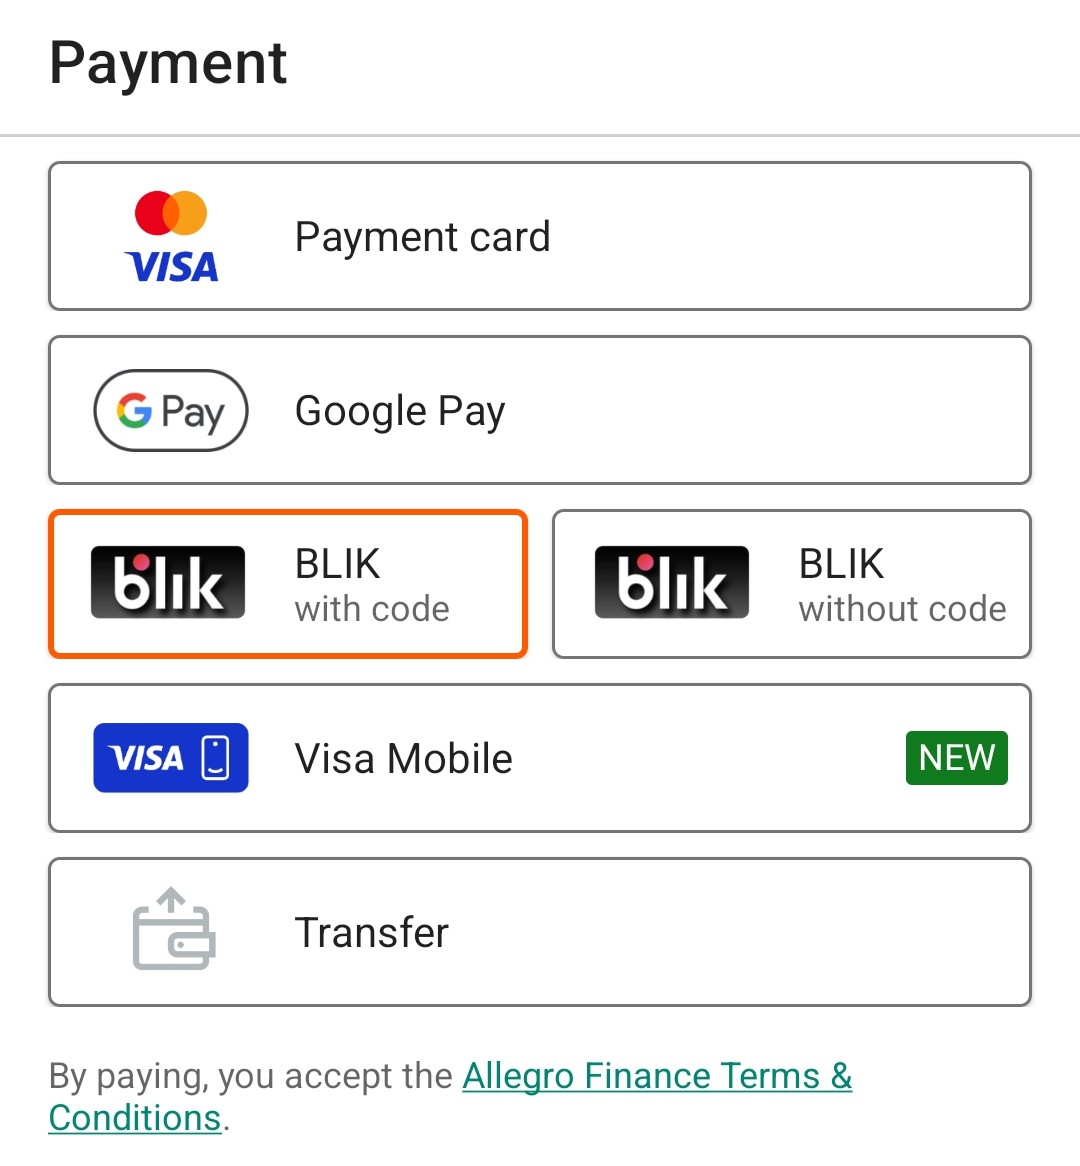 Payment
VISA
Payment card
G Pay
Google Pay
blik
BLIK
with code
blik
BLIK
without code
VISA
Visa Mobile
NEW
Transfer
By paying, you accept the Allegro Finance Terms &
Conditions.